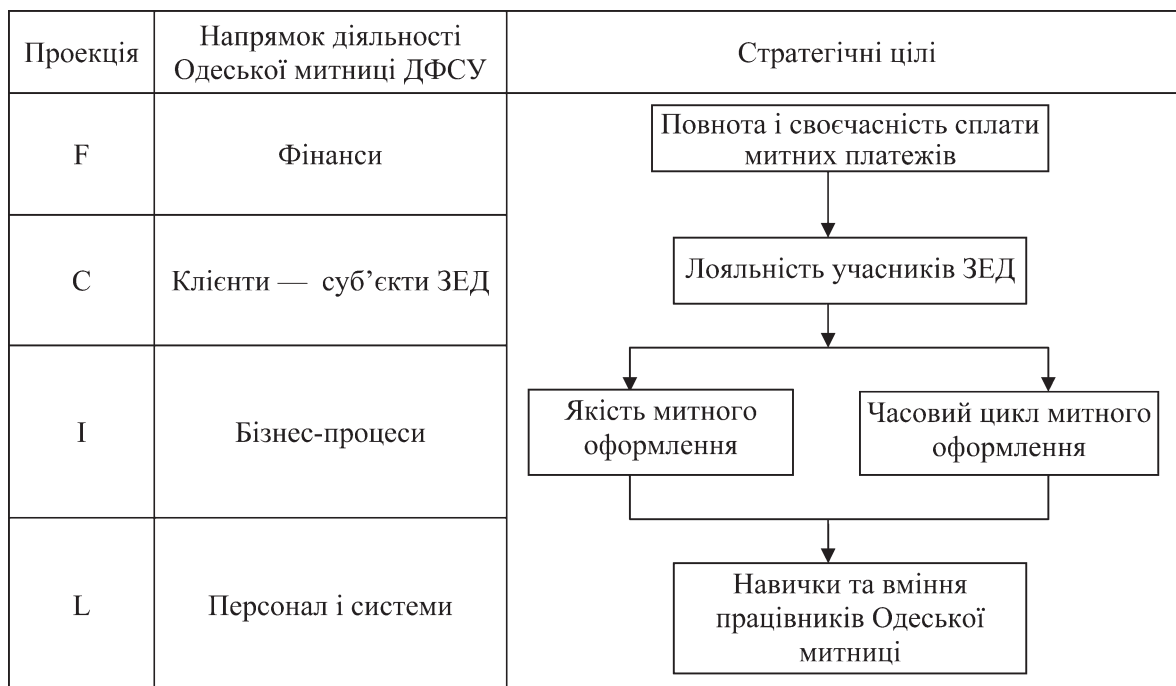 Проекція
Напрямок діяльності
Одеської митниці ДФСУ
Стратегічні цілі
F
Фінанси
Повнота і своєчасність сплати
митних платежів
C
Клієнти — суб’єкти ЗЕД
Лояльність учасників ЗЕД
I
Бізнес-процеси
Якість митного
оформлення
Часовий цикл митного
оформлення
L
Персонал і системи
Навички та вміння
працівників Одеської
митниці